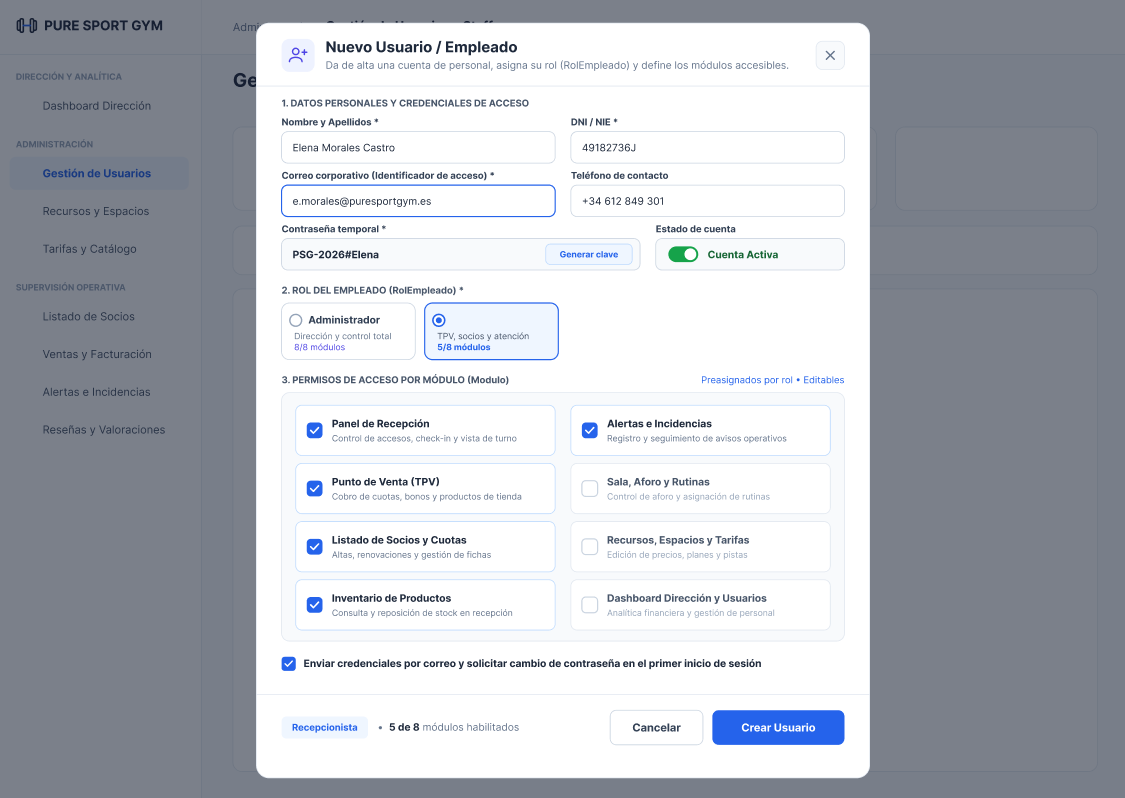 PURE SPORT GYM
DIRECCIÓN Y ANALÍTICA
Dashboard Dirección
ADMINISTRACIÓN
Gestión de Usuarios
Recursos y Espacios
Tarifas y Catálogo
SUPERVISIÓN OPERATIVA
Listado de Socios
Ventas y Facturación
Alertas e Incidencias
Reseñas y Valoraciones
Nuevo Usuario / Empleado
Da de alta una cuenta de personal, asigna su rol (RolEmpleado) y define los módulos accesibles.
1. DATOS PERSONALES Y CREDENCIALES DE ACCESO
Nombre y Apellidos *
Elena Morales Castro
DNI / NIE *
49182736J
Correo corporativo (Identificador de acceso) *
e.morales@puresportgym.es
Teléfono de contacto
+34 612 849 301
Contraseña temporal *
PSG-2026#Elena
Generar clave
Estado de cuenta
Cuenta Activa
2. ROL DEL EMPLEADO (RolEmpleado) *
Administrador
Dirección y control total
8/8 módulos
TPV, socios y atención
5/8 módulos
3. PERMISOS DE ACCESO POR MÓDULO (Modulo)
Preasignados por rol • Editables
Panel de Recepción
Control de accesos, check-in y vista de turno
Alertas e Incidencias
Registro y seguimiento de avisos operativos
Punto de Venta (TPV)
Cobro de cuotas, bonos y productos de tienda
Sala, Aforo y Rutinas
Control de aforo y asignación de rutinas
Listado de Socios y Cuotas
Altas, renovaciones y gestión de fichas
Recursos, Espacios y Tarifas
Edición de precios, planes y pistas
Inventario de Productos
Consulta y reposición de stock en recepción
Dashboard Dirección y Usuarios
Analítica financiera y gestión de personal
Enviar credenciales por correo y solicitar cambio de contraseña en el primer inicio de sesión
Recepcionista
• 5 de 8 módulos habilitados
Cancelar
Crear Usuario